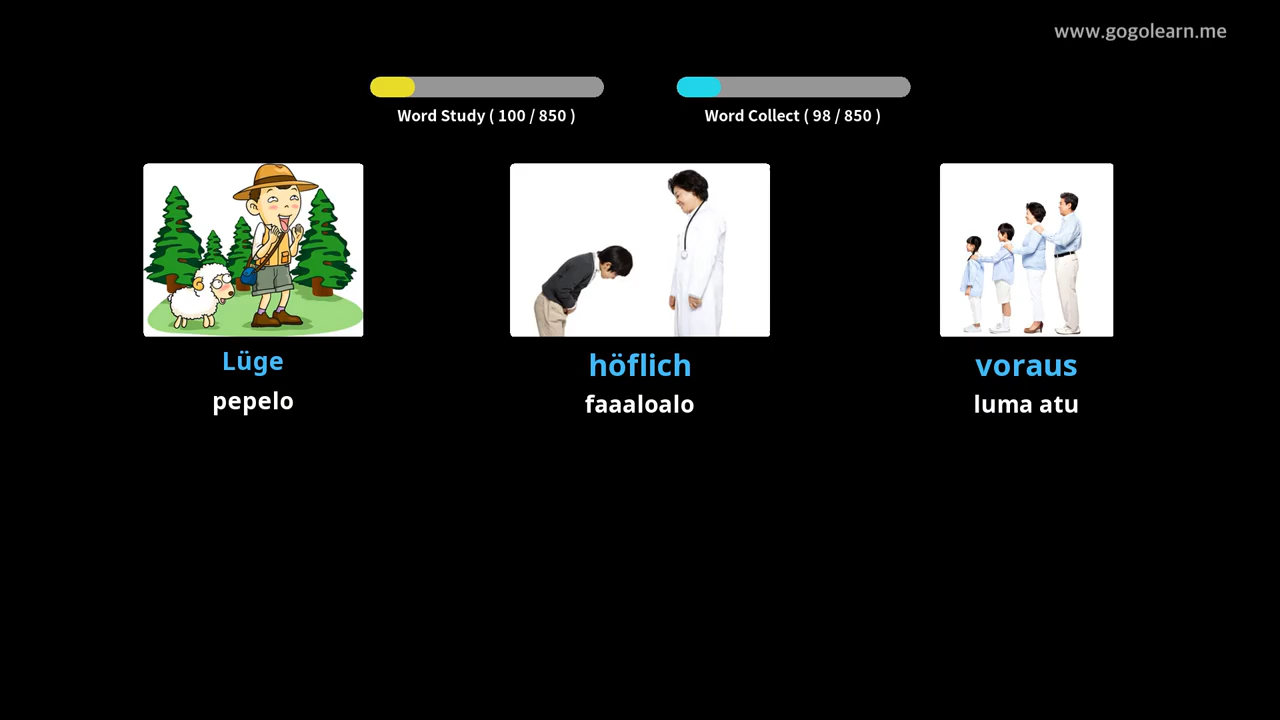 www.gogolearn.me
Word Study ( 100 / 850 )
Word Collect ( 98 / 850 )
Lüge
pepelo
höflich
faaaloalo
voraus
luma atu